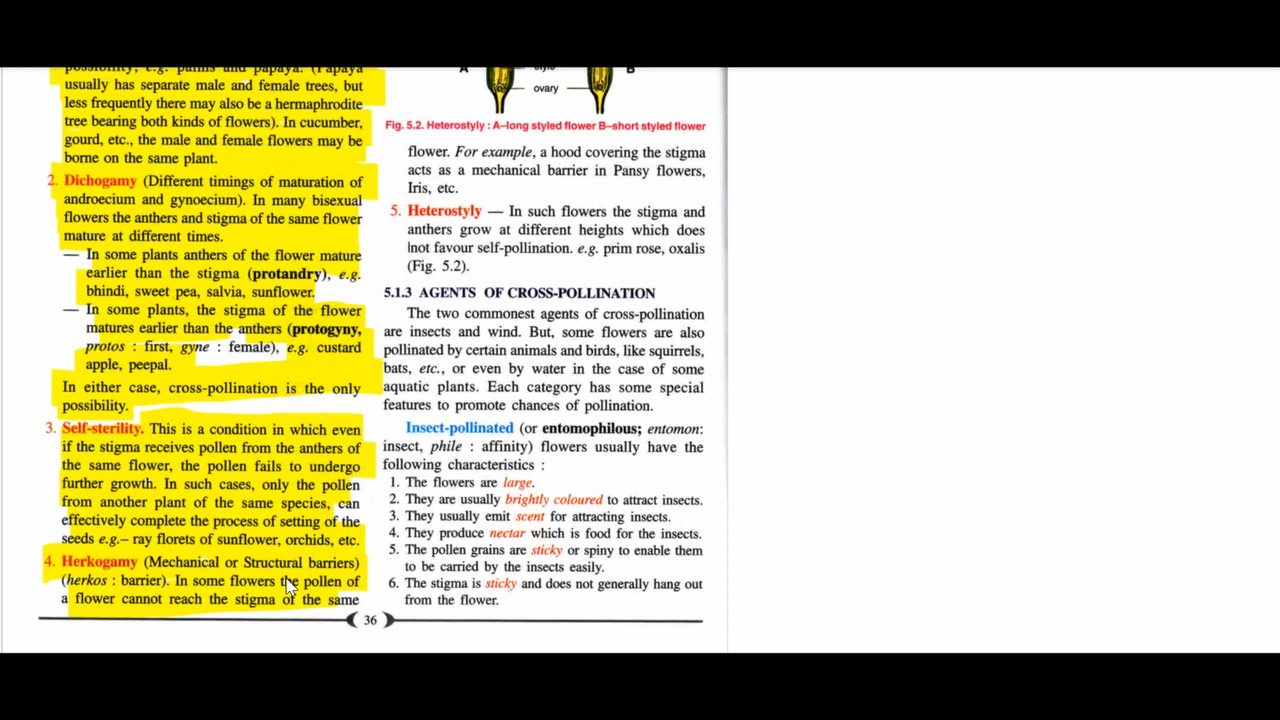 possibility, e.g. palms and papaya. (Papaya
usually has separate male and female trees, but
less frequently there may also be a hermaphrodite
tree bearing both kinds of flowers). In cucumber,
gourd, etc., the male and female flowers may be
borne on the same plant.
2. Dichogamy (Different timings of maturation of
androecium and gynoecium). In many bisexual
flowers the anthers and stigma of the same flower
mature at different times.
— In some plants anthers of the flower mature
earlier than the stigma (protandry), e.g.
bhindi, sweet pea, salvia, sunflower.
— In some plants, the stigma of the flower
matures earlier than the anthers (protogyny,
protos : first, gyne : female), e.g. custard
apple, peepal.
In either case, cross-pollination is the only
possibility.
3. Self-sterility. This is a condition in which even
if the stigma receives pollen from the anthers of
the same flower, the pollen fails to undergo
further growth. In such cases, only the pollen
from another plant of the same species, can
effectively complete the process of setting of the
seeds e.g.– ray florets of sunflower, orchids, etc.
4. Herkogamy (Mechanical or Structural barriers)
(herkos : barrier). In some flowers the pollen of
a flower cannot reach the stigma of the same
A style B
ovary
Fig. 5.2. Heterostyly : A–long styled flower B–short styled flower
flower. For example, a hood covering the stigma
acts as a mechanical barrier in Pansy flowers,
Iris, etc.
5. Heterostyly — In such flowers the stigma and
anthers grow at different heights which does
not favour self-pollination. e.g. prim rose, oxalis
(Fig. 5.2).
5.1.3 AGENTS OF CROSS-POLLINATION
The two commonest agents of cross-pollination
are insects and wind. But, some flowers are also
pollinated by certain animals and birds, like squirrels,
bats, etc., or even by water in the case of some
aquatic plants. Each category has some special
features to promote chances of pollination.
Insect-pollinated (or entomophilous; entomon:
insect, phile : affinity) flowers usually have the
following characteristics :
1. The flowers are large.
2. They are usually brightly coloured to attract insects.
3. They usually emit scent for attracting insects.
4. They produce nectar which is food for the insects.
5. The pollen grains are sticky or spiny to enable them
to be carried by the insects easily.
6. The stigma is sticky and does not generally hang out
from the flower.
36